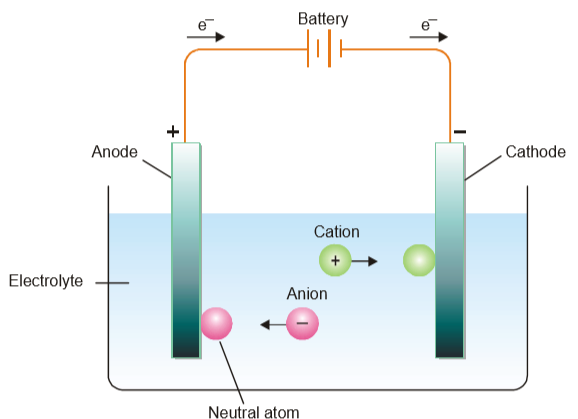 Battery
e⁻
e⁻
+
−
Anode
Cathode
Cation
+
Electrolyte
Anion
−
Neutral atom